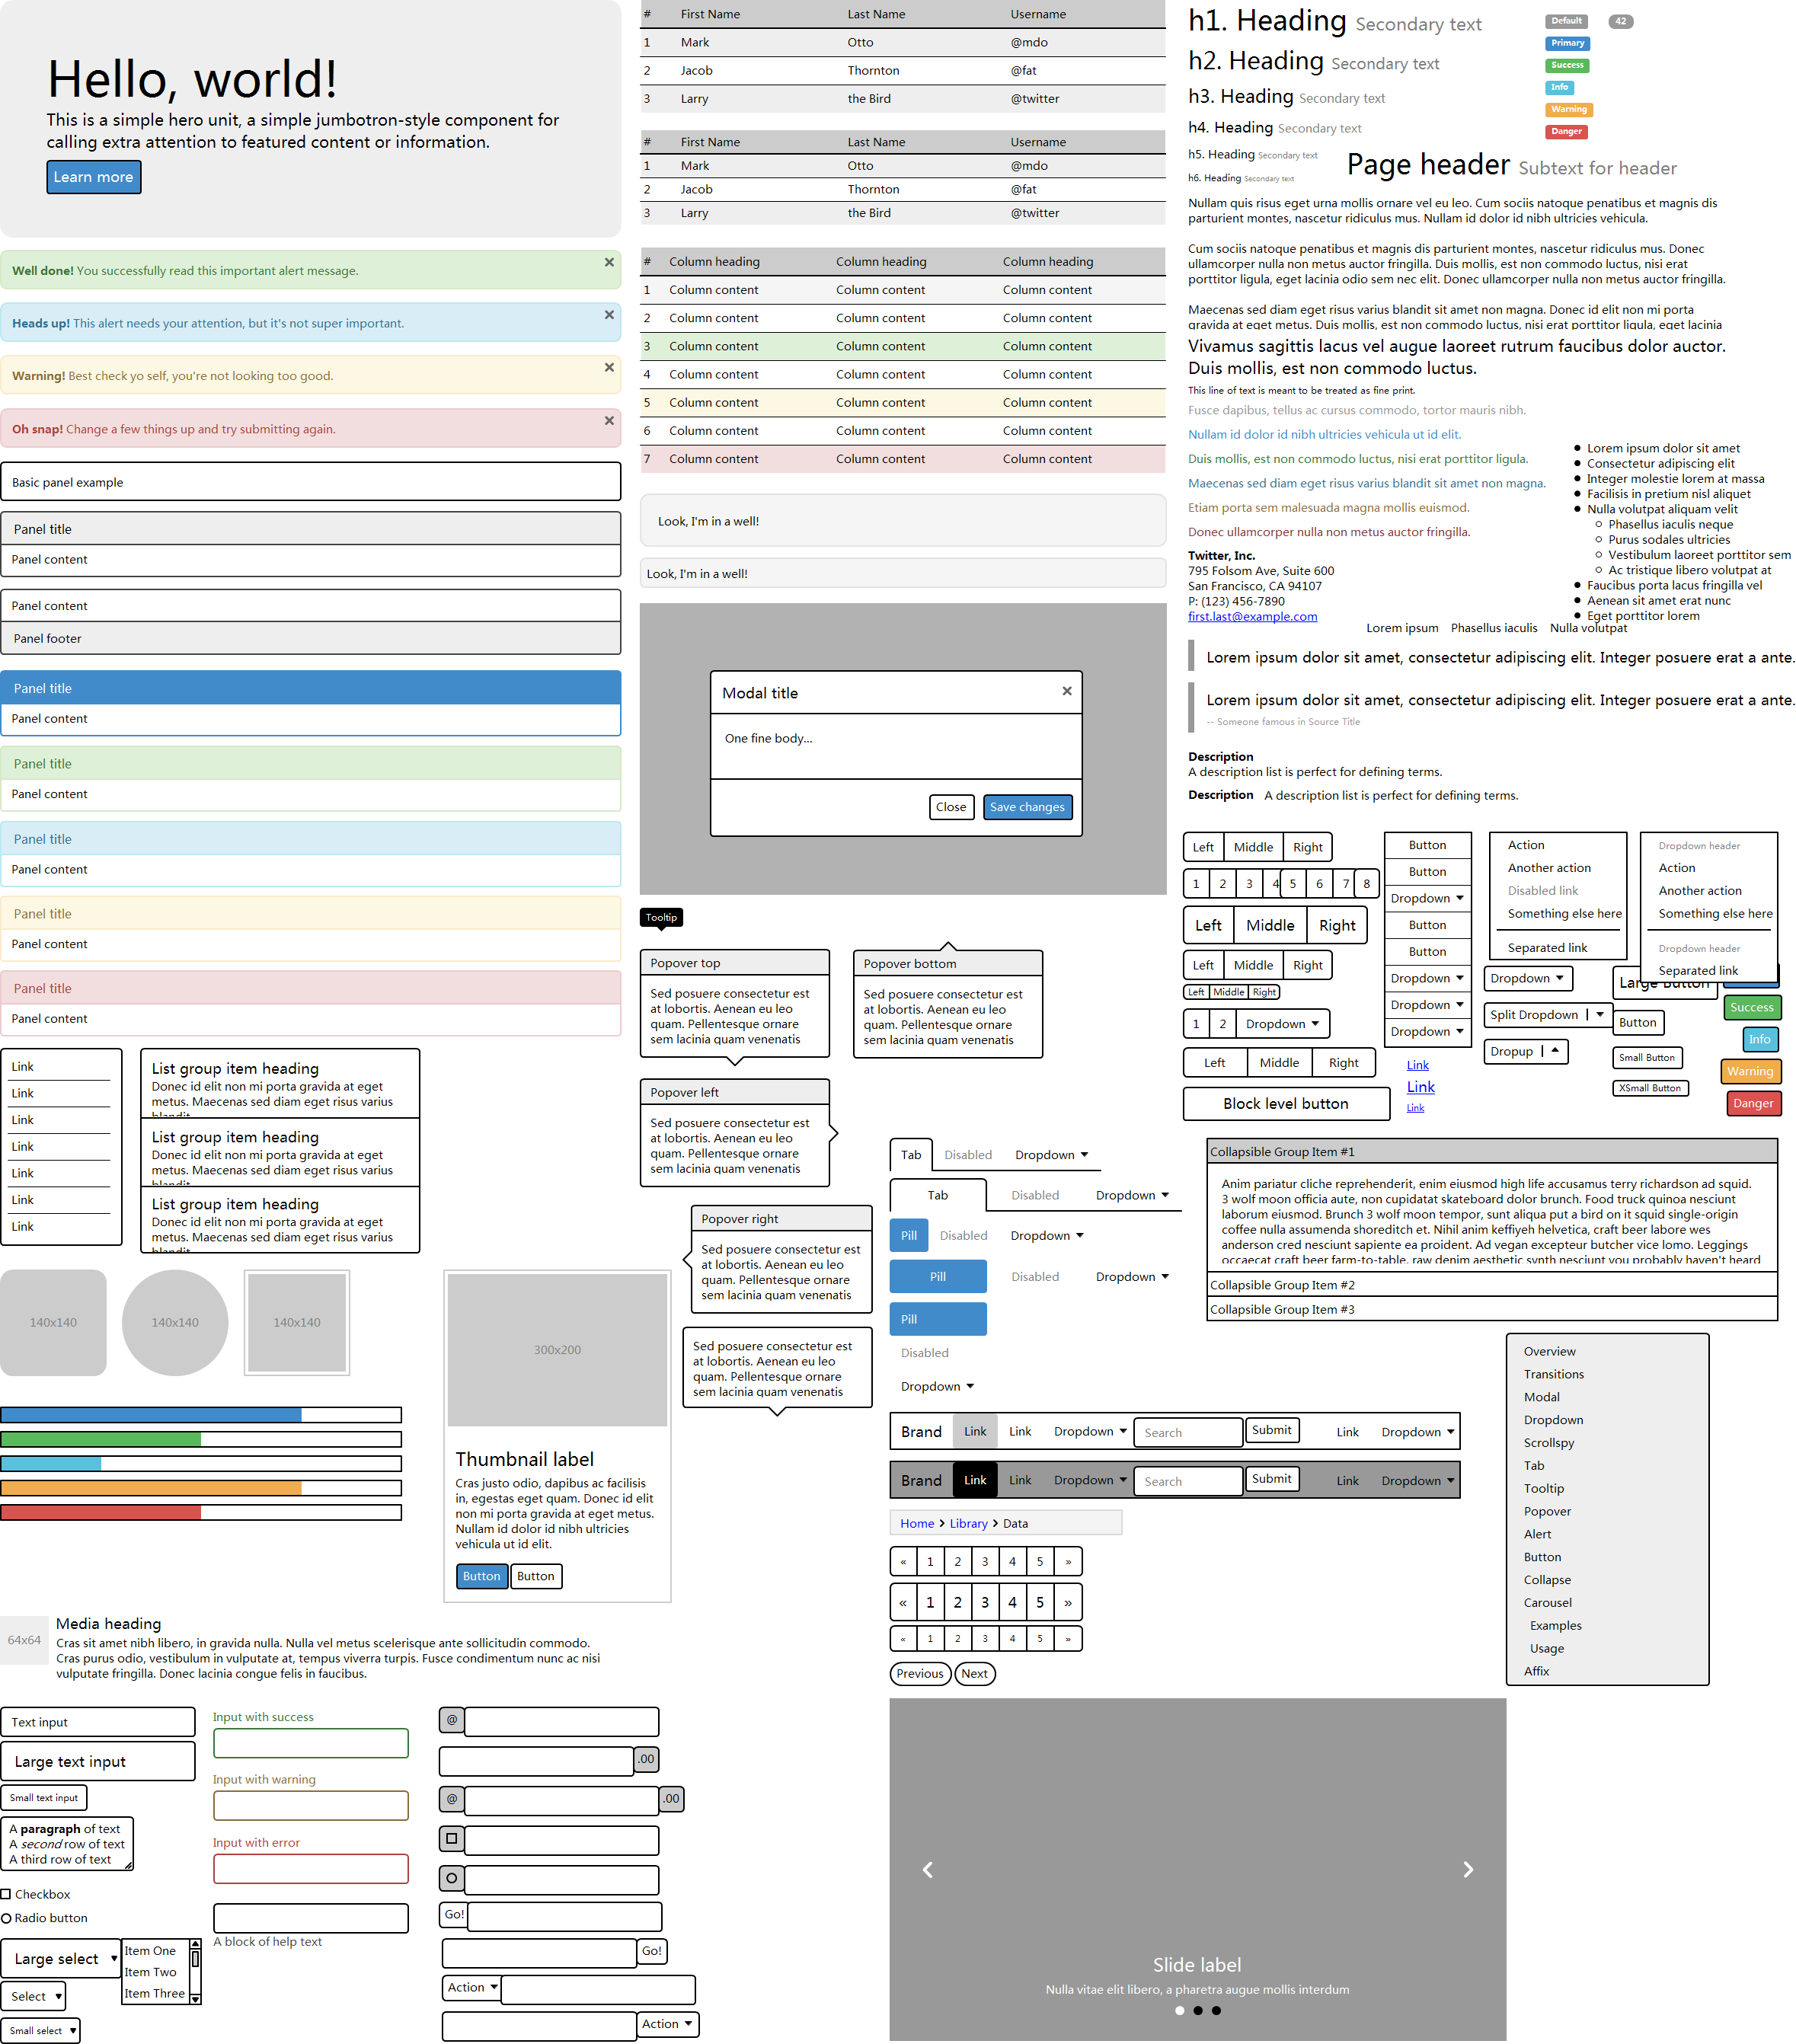 Hello, world!
This is a simple hero unit, a simple jumbotron-style component for
calling extra attention to featured content or information.
Learn more
Well done! You successfully read this important alert message.
Heads up! This alert needs your attention, but it's not super important.
Warning! Best check yo self, you're not looking too good.
Oh snap! Change a few things up and try submitting again.
Basic panel example
Panel title
Panel content
Panel content
Panel footer
Panel title
Panel content
Panel title
Panel content
Panel title
Panel content
Panel title
Panel content
Panel title
Panel content
Link
Link
Link
Link
Link
Link
Link
List group item heading
Donec id elit non mi porta gravida at eget
metus. Maecenas sed diam eget risus varius
blandit
List group item heading
Donec id elit non mi porta gravida at eget
metus. Maecenas sed diam eget risus varius
blandit
List group item heading
Donec id elit non mi porta gravida at eget
metus. Maecenas sed diam eget risus varius
blandit
140x140
140x140
140x140
300x200
Thumbnail label
Cras justo odio, dapibus ac facilisis
in, egestas eget quam. Donec id elit
non mi porta gravida at eget metus.
Nullam id dolor id nibh ultricies
vehicula ut id elit.
Button Button
64x64
Media heading
Cras sit amet nibh libero, in gravida nulla. Nulla vel metus scelerisque ante sollicitudin commodo.
Cras purus odio, vestibulum in vulputate at, tempus viverra turpis. Fusce condimentum nunc ac nisi
vulputate fringilla. Donec lacinia congue felis in faucibus.
Text input
Large text input
Small text input
A paragraph of text
A second row of text
A third row of text
Checkbox
Radio button
Large select
Select
Small select
Item One
Item Two
Item Three
Input with success
Input with warning
Input with error
A block of help text
@
.00
@ .00
Go!
Go!
Action
Action
# First Name Last Name Username
1 Mark Otto @mdo
2 Jacob Thornton @fat
3 Larry the Bird @twitter
# First Name Last Name Username
1 Mark Otto @mdo
2 Jacob Thornton @fat
3 Larry the Bird @twitter
# Column heading Column heading Column heading
1 Column content Column content Column content
2 Column content Column content Column content
3 Column content Column content Column content
4 Column content Column content Column content
5 Column content Column content Column content
6 Column content Column content Column content
7 Column content Column content Column content
Look, I'm in a well!
Look, I'm in a well!
Modal title
One fine body...
Close Save changes
Tooltip
Popover top
Sed posuere consectetur est
at lobortis. Aenean eu leo
quam. Pellentesque ornare
sem lacinia quam venenatis
Popover bottom
Sed posuere consectetur est
at lobortis. Aenean eu leo
quam. Pellentesque ornare
sem lacinia quam venenatis
Popover left
Sed posuere consectetur est
at lobortis. Aenean eu leo
quam. Pellentesque ornare
sem lacinia quam venenatis
Popover right
Sed posuere consectetur est
at lobortis. Aenean eu leo
quam. Pellentesque ornare
sem lacinia quam venenatis
Sed posuere consectetur est
at lobortis. Aenean eu leo
quam. Pellentesque ornare
sem lacinia quam venenatis
h1. Heading Secondary text
h2. Heading Secondary text
h3. Heading Secondary text
h4. Heading Secondary text
h5. Heading Secondary text
h6. Heading Secondary text
Default 42
Primary
Success
Info
Warning
Danger
Page header Subtext for header
Nullam quis risus eget urna mollis ornare vel eu leo. Cum sociis natoque penatibus et magnis dis
parturient montes, nascetur ridiculus mus. Nullam id dolor id nibh ultricies vehicula.
Cum sociis natoque penatibus et magnis dis parturient montes, nascetur ridiculus mus. Donec
ullamcorper nulla non metus auctor fringilla. Duis mollis, est non commodo luctus, nisi erat
porttitor ligula, eget lacinia odio sem nec elit. Donec ullamcorper nulla non metus auctor fringilla.
Maecenas sed diam eget risus varius blandit sit amet non magna. Donec id elit non mi porta
gravida at eget metus. Duis mollis, est non commodo luctus, nisi erat porttitor ligula, eget lacinia
Vivamus sagittis lacus vel augue laoreet rutrum faucibus dolor auctor.
Duis mollis, est non commodo luctus.
This line of text is meant to be treated as fine print.
Fusce dapibus, tellus ac cursus commodo, tortor mauris nibh.
Nullam id dolor id nibh ultricies vehicula ut id elit.
Duis mollis, est non commodo luctus, nisi erat porttitor ligula.
Maecenas sed diam eget risus varius blandit sit amet non magna.
Etiam porta sem malesuada magna mollis euismod.
Donec ullamcorper nulla non metus auctor fringilla.
Twitter, Inc.
795 Folsom Ave, Suite 600
San Francisco, CA 94107
P: (123) 456-7890
first.last@example.com
Lorem ipsum dolor sit amet
Consectetur adipiscing elit
Integer molestie lorem at massa
Facilisis in pretium nisl aliquet
Nulla volutpat aliquam velit
Phasellus iaculis neque
Purus sodales ultricies
Vestibulum laoreet porttitor sem
Ac tristique libero volutpat at
Faucibus porta lacus fringilla vel
Aenean sit amet erat nunc
Eget porttitor lorem
Lorem ipsum Phasellus iaculis Nulla volutpat
Lorem ipsum dolor sit amet, consectetur adipiscing elit. Integer posuere erat a ante.
Lorem ipsum dolor sit amet, consectetur adipiscing elit. Integer posuere erat a ante.
-- Someone famous in Source Title
Description
A description list is perfect for defining terms.
Description A description list is perfect for defining terms.
Left Middle Right
1 2 3 4 5 6 7 8
Left Middle Right
Left Middle Right
Left Middle Right
1 2 Dropdown
Left Middle Right
Block level button
Button
Button
Dropdown
Button
Button
Dropdown
Dropdown
Dropdown
Link
Link
Link
Action
Another action
Disabled link
Something else here
Separated link
Dropdown header
Action
Another action
Something else here
Dropdown header
Separated link
Dropdown
Split Dropdown
Dropup
Large Button
Button
Small Button
XSmall Button
Success
Info
Warning
Danger
Tab Disabled Dropdown
Tab Disabled Dropdown
Pill Disabled Dropdown
Pill Disabled Dropdown
Pill
Disabled
Dropdown
Collapsible Group Item #1
Anim pariatur cliche reprehenderit, enim eiusmod high life accusamus terry richardson ad squid.
3 wolf moon officia aute, non cupidatat skateboard dolor brunch. Food truck quinoa nesciunt
laborum eiusmod. Brunch 3 wolf moon tempor, sunt aliqua put a bird on it squid single-origin
coffee nulla assumenda shoreditch et. Nihil anim keffiyeh helvetica, craft beer labore wes
anderson cred nesciunt sapiente ea proident. Ad vegan excepteur butcher vice lomo. Leggings
occaecat craft beer farm-to-table, raw denim aesthetic synth nesciunt you probably haven't heard
Collapsible Group Item #2
Collapsible Group Item #3
Brand Link Link Dropdown Search Submit Link Dropdown
Brand Link Link Dropdown Search Submit Link Dropdown
Home Library Data
« 1 2 3 4 5 »
« 1 2 3 4 5 »
« 1 2 3 4 5 »
Previous Next
Overview
Transitions
Modal
Dropdown
Scrollspy
Tab
Tooltip
Popover
Alert
Button
Collapse
Carousel
Examples
Usage
Affix
Slide label
Nulla vitae elit libero, a pharetra augue mollis interdum